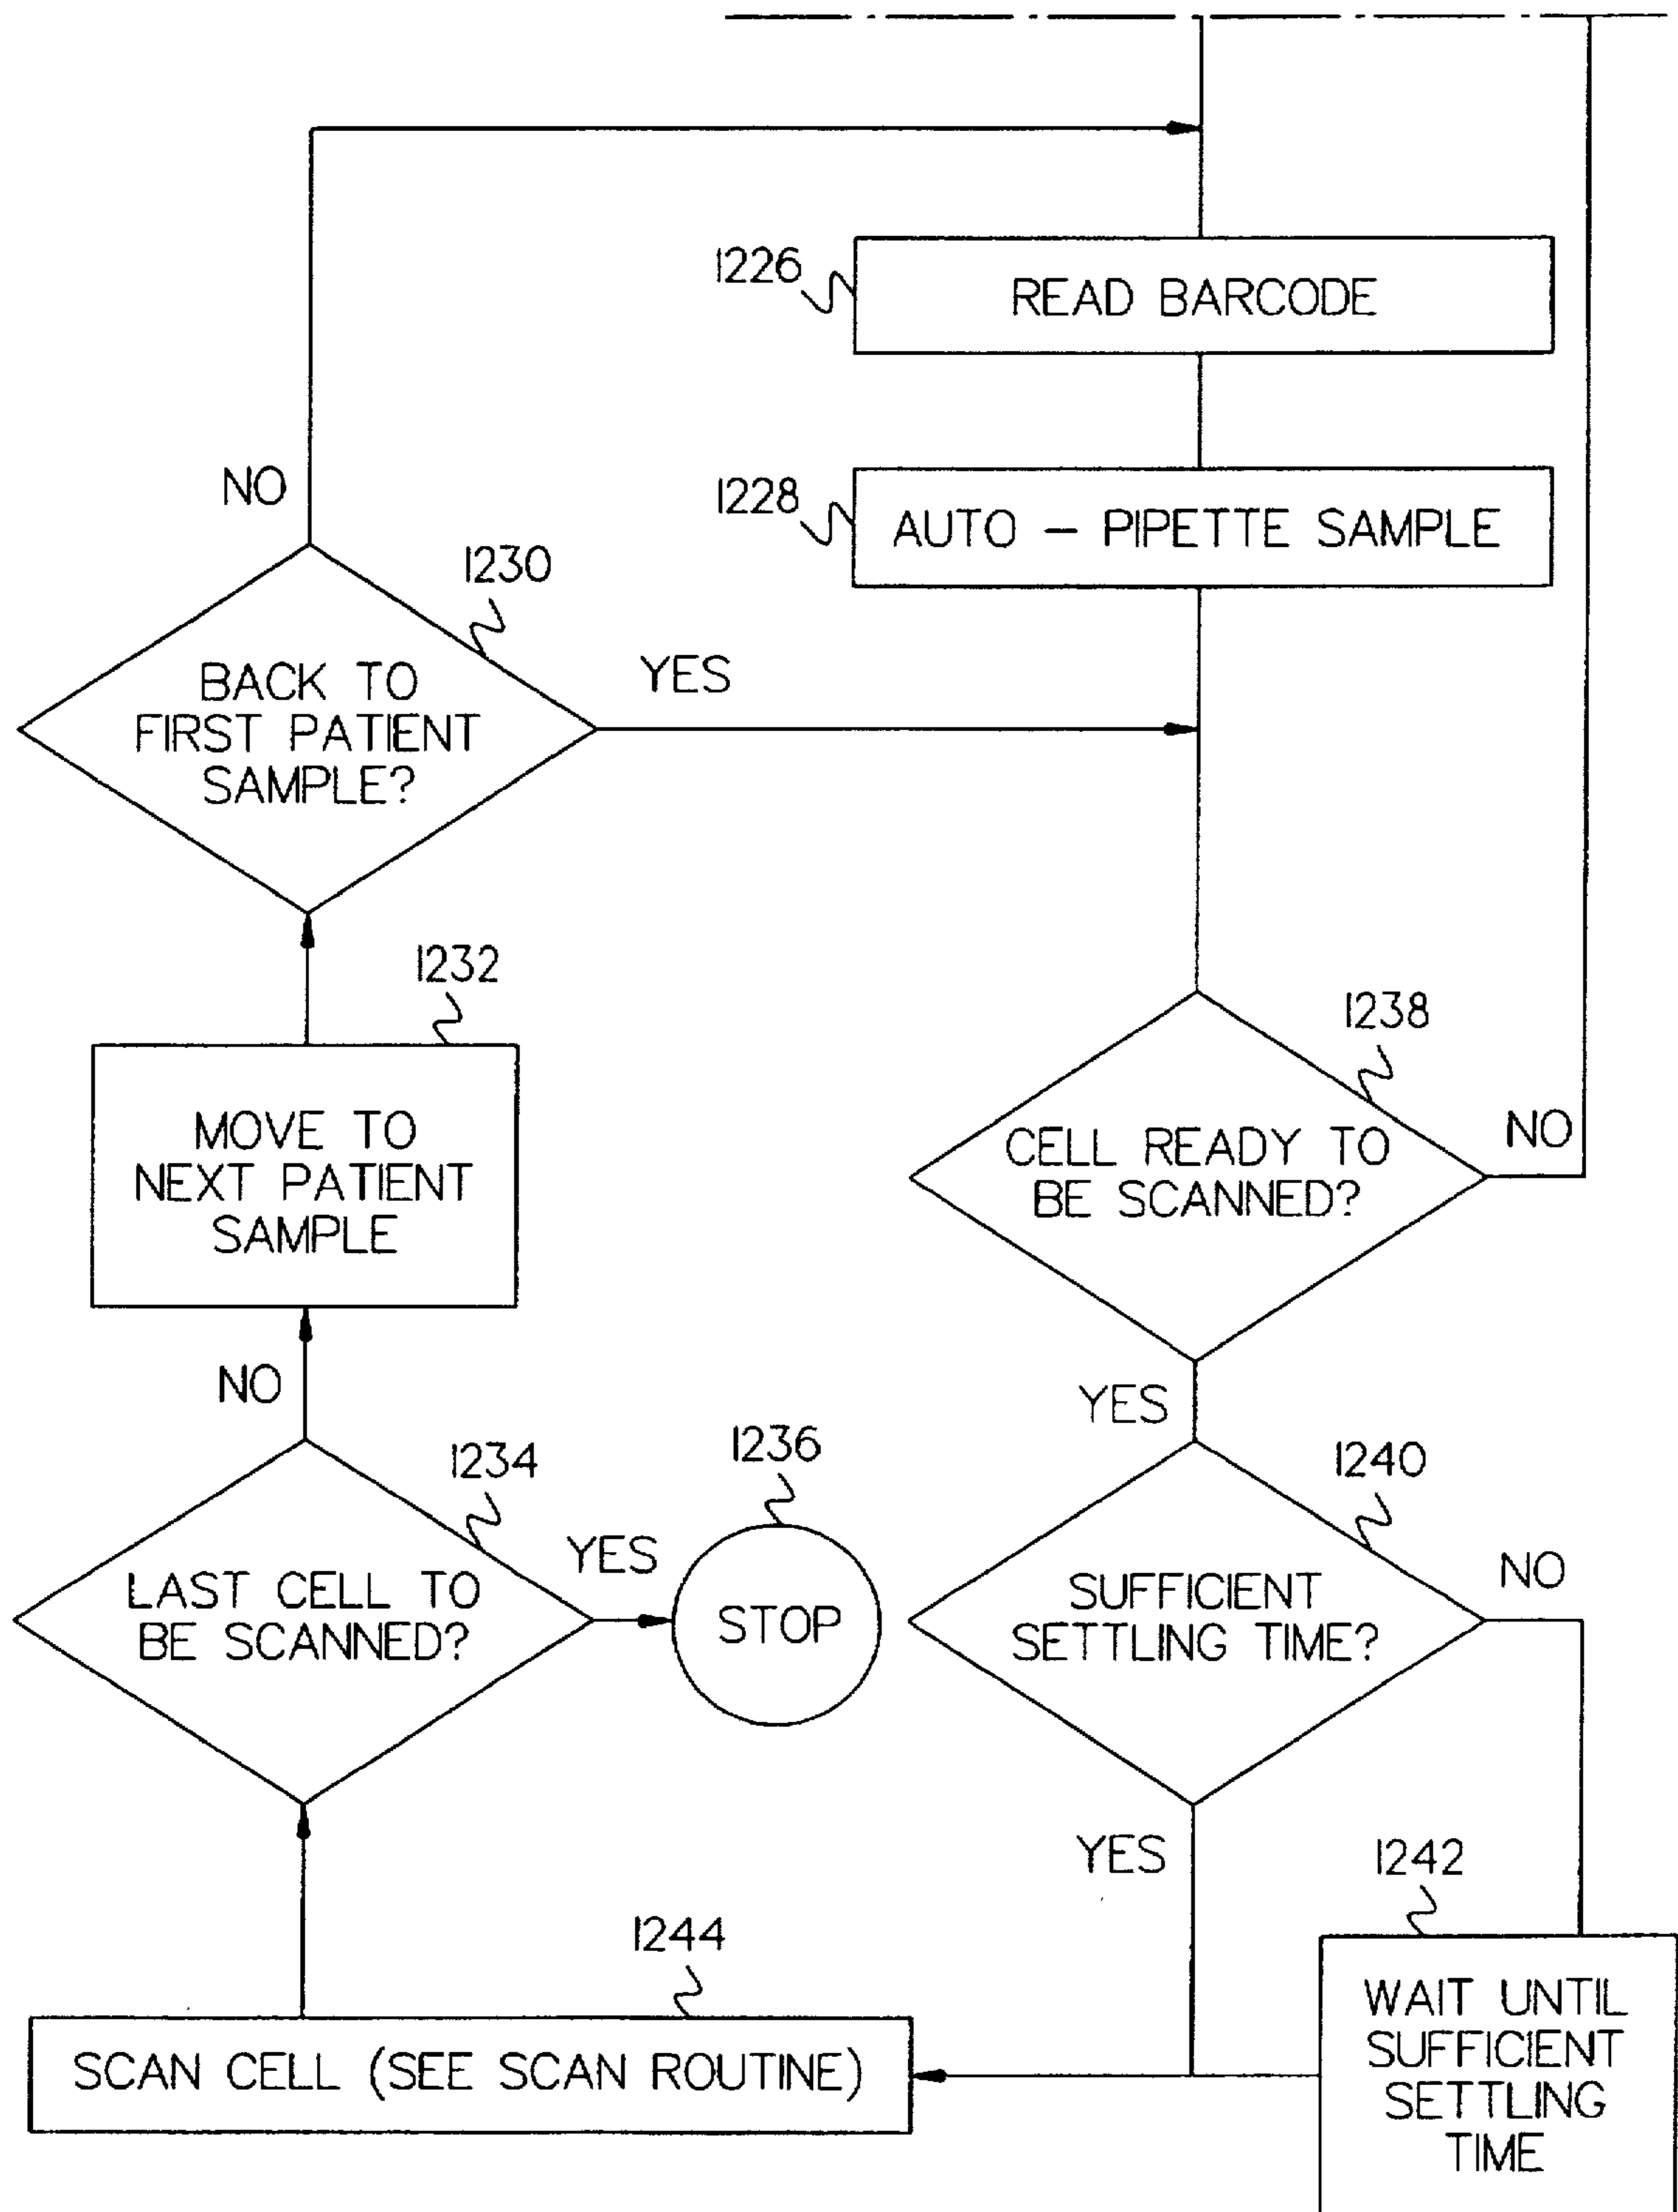 1226
READ BARCODE
NO
1228
AUTO – PIPETTE SAMPLE
1230
BACK TO
FIRST PATIENT
SAMPLE?
YES
1232
MOVE TO
NEXT PATIENT
SAMPLE
1238
CELL READY TO
BE SCANNED?
NO
NO
YES
1234
LAST CELL TO
BE SCANNED?
YES
1236
STOP
1240
SUFFICIENT
SETTLING TIME?
NO
YES
1242
WAIT UNTIL
SUFFICIENT
SETTLING
TIME
1244
SCAN CELL (SEE SCAN ROUTINE)